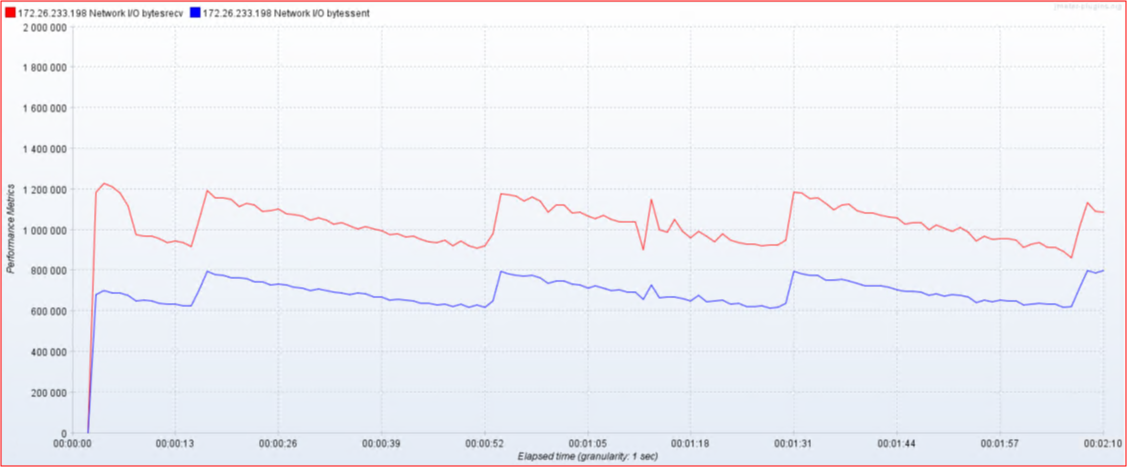 172.26.233.198 Network I/O bytesrecv 172.26.233.198 Network I/O bytessent
jmeter-plugins.org
2 000 000
1 800 000
1 600 000
1 400 000
1 200 000
1 000 000
800 000
600 000
400 000
200 000
0
Performance Metrics
00:00:00 00:00:13 00:00:26 00:00:39 00:00:52 00:01:05 00:01:18 00:01:31 00:01:44 00:01:57 00:02:10
Elapsed time (granularity: 1 sec)